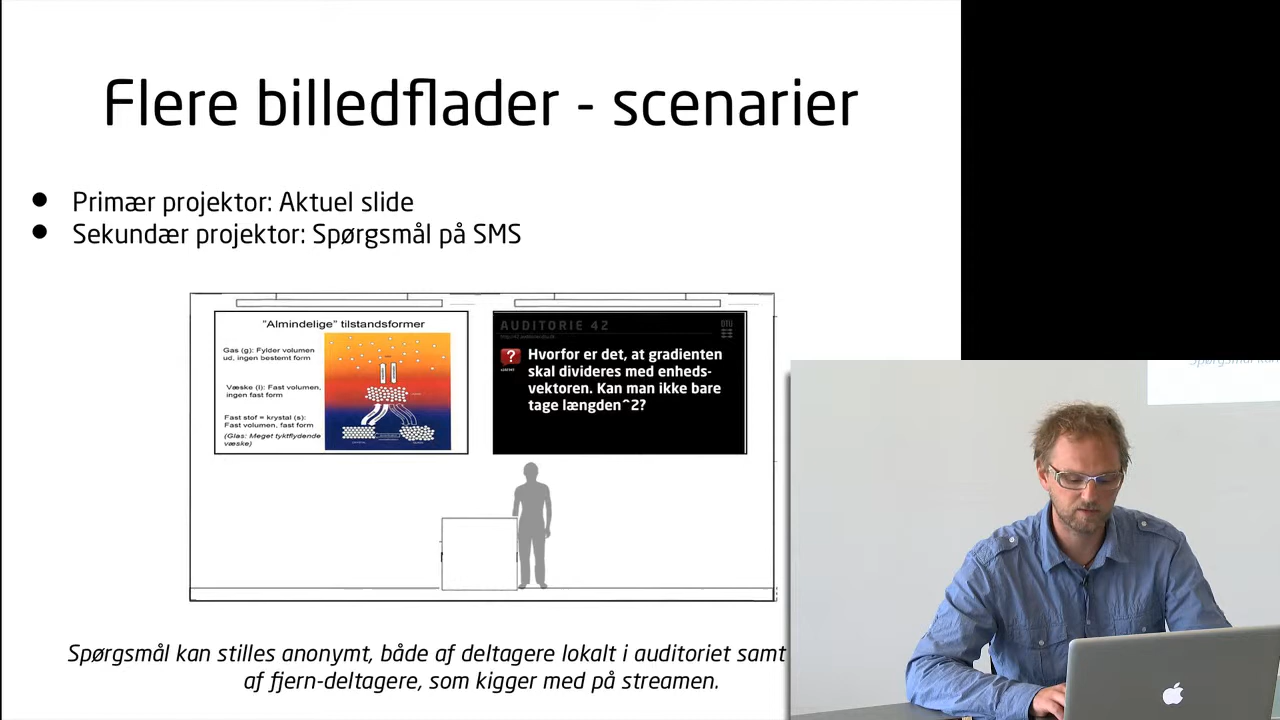 Flere billedflader - scenarier
● Primær projektor: Aktuel slide
● Sekundær projektor: Spørgsmål på SMS
"Almindelige" tilstandsformer
Gas (g): Fylder volumen
ud, ingen bestemt form
Væske (l): Fast volumen,
ingen fast form
Fast stof = krystal (s):
Fast volumen, fast form
(Glas: Meget tyktflydende
væske)
AUDITORIE 42
DTU
?
Hvorfor er det, at gradienten
skal divideres med enheds-
vektoren. Kan man ikke bare
tage længden^2?
Spørgsmål kan stilles anonymt, både af deltagere lokalt i auditoriet samt
af fjern-deltagere, som kigger med på streamen.